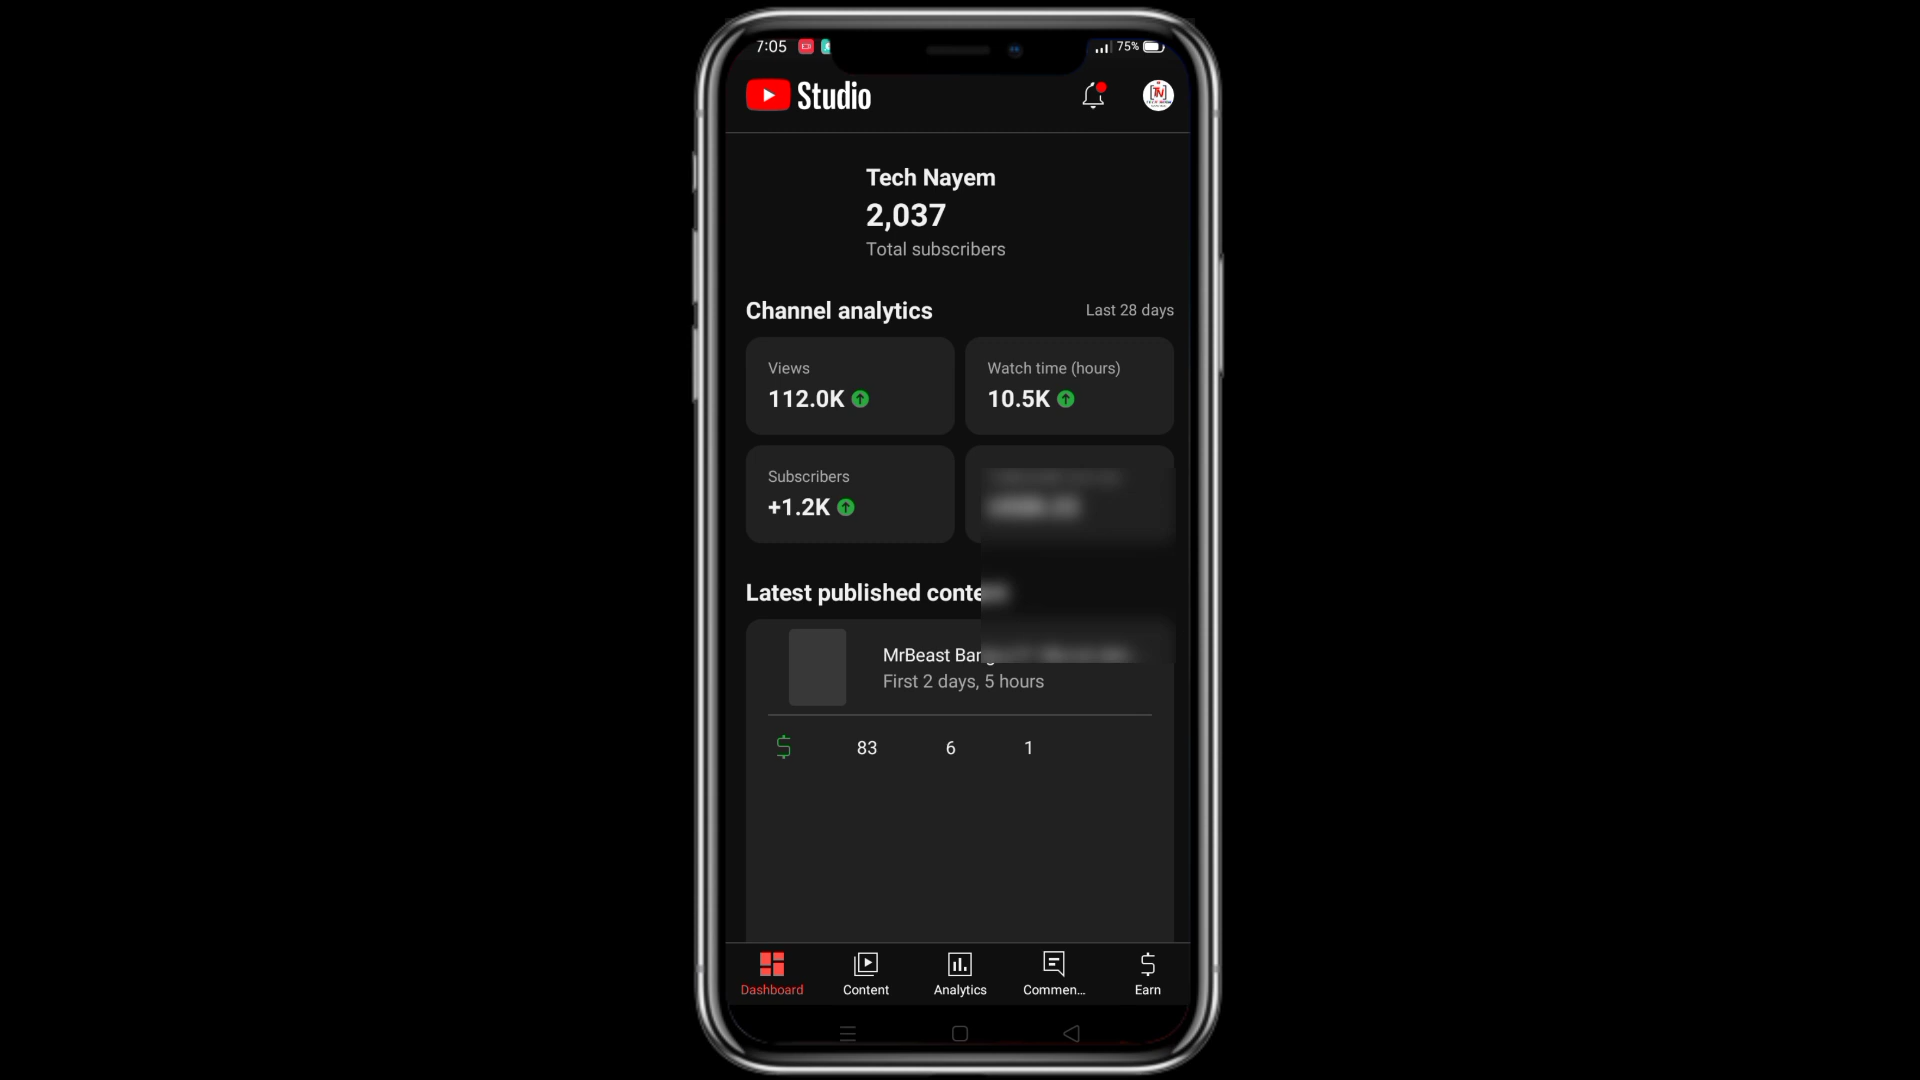 7:05
75%
Studio
TN
Tech Nayem
2,037
Total subscribers
Channel analytics
Last 28 days
Views
112.0K
Watch time (hours)
10.5K
Subscribers
+1.2K
Latest published
MrBeast
First 2 days, 5 hours
83
6
1
Dashboard
Content
Analytics
Commen...
Earn